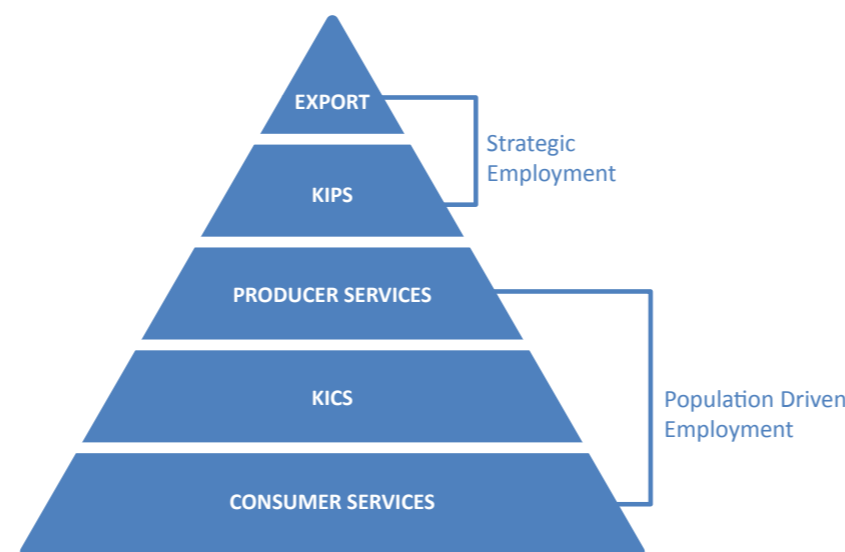 EXPORT
Strategic
Employment
KIPS
PRODUCER SERVICES
KICS
Population Driven
Employment
CONSUMER SERVICES